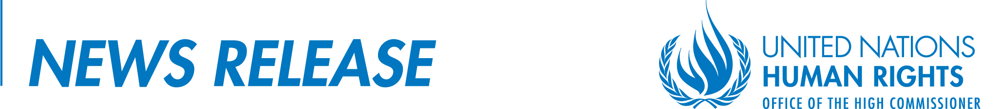 NEWS RELEASE
UNITED NATIONS
HUMAN RIGHTS
OFFICE OF THE HIGH COMMISSIONER